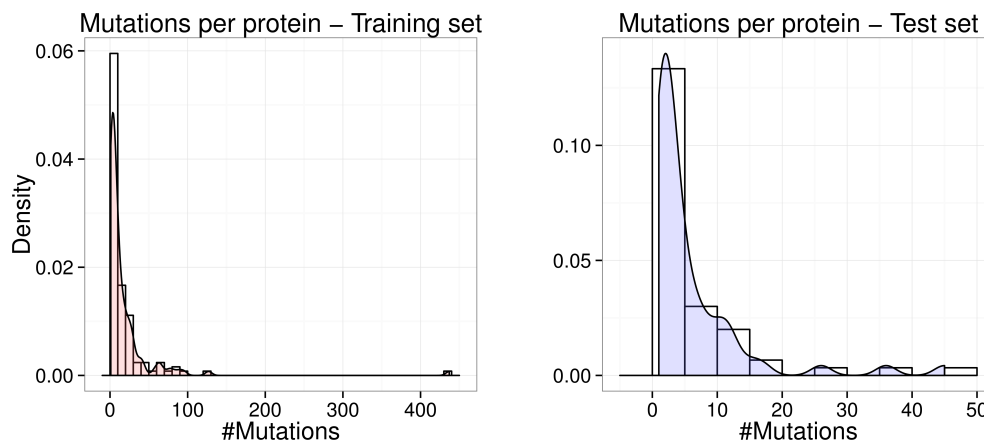 Mutations per protein − Training set
0.06
0.04
0.02
0.00
Density
0 100 200 300 400
#Mutations
Mutations per protein − Test set
0.10
0.05
0.00
0 10 20 30 40 50
#Mutations